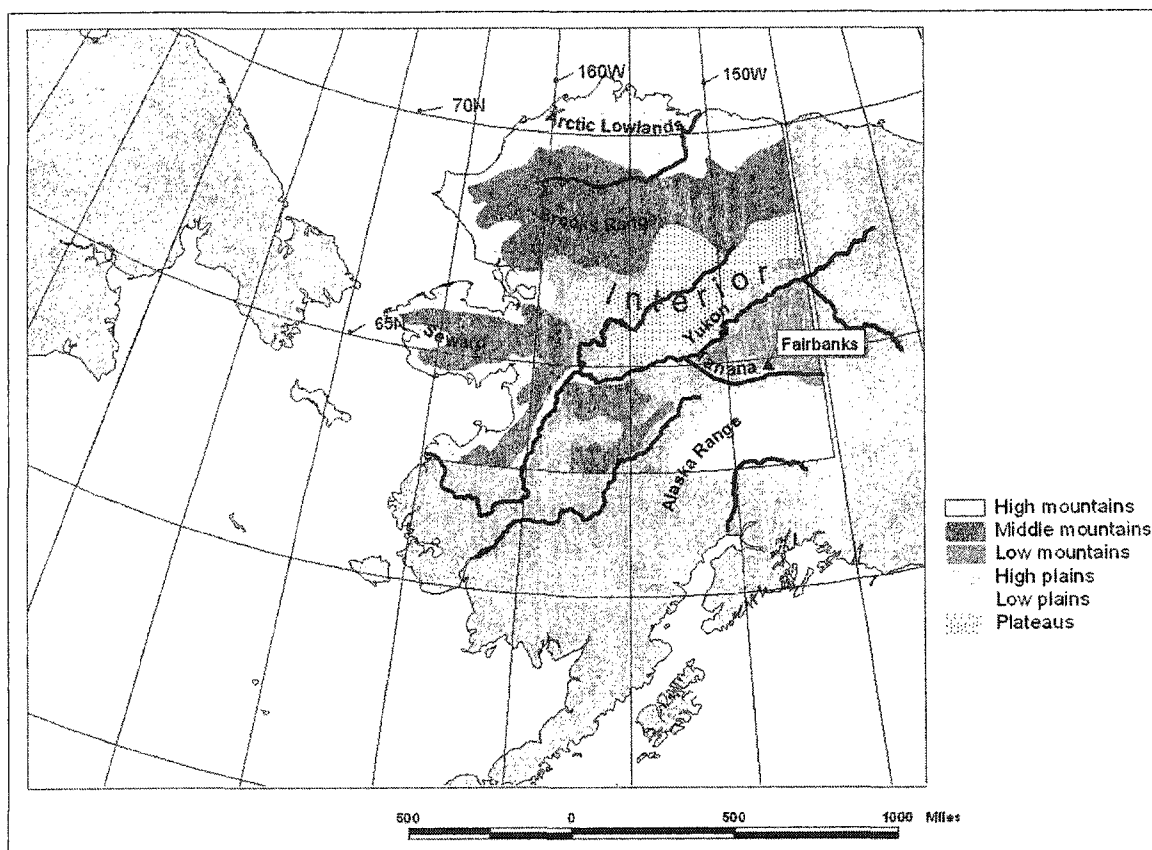 160W
150W
70N
Arctic Lowlands
Brooks Range
Interior
65N
Yukon
Seward
Fairbanks
Tanana
Alaska Range
High mountains
Middle mountains
Low mountains
High plains
Low plains
Plateaus
500
0
500
1000
Miles